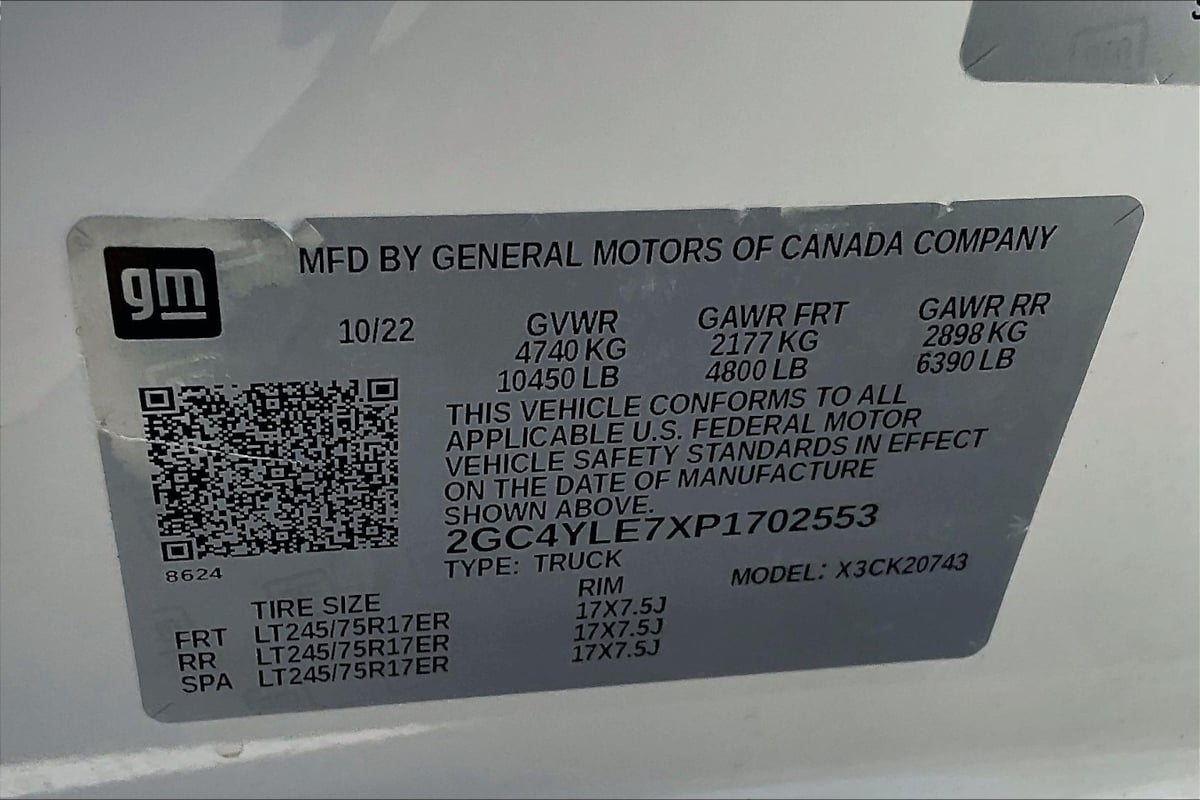 gm
MFD BY GENERAL MOTORS OF CANADA COMPANY
10/22 GVWR GAWR FRT GAWR RR
4740 KG 2177 KG 2898 KG
10450 LB 4800 LB 6390 LB
THIS VEHICLE CONFORMS TO ALL
APPLICABLE U.S. FEDERAL MOTOR
VEHICLE SAFETY STANDARDS IN EFFECT
ON THE DATE OF MANUFACTURE
SHOWN ABOVE.
2GC4YLE7XP1702553
TYPE: TRUCK MODEL: X3CK20743
8624
TIRE SIZE RIM
FRT LT245/75R17ER 17X7.5J
RR LT245/75R17ER 17X7.5J
SPA LT245/75R17ER 17X7.5J